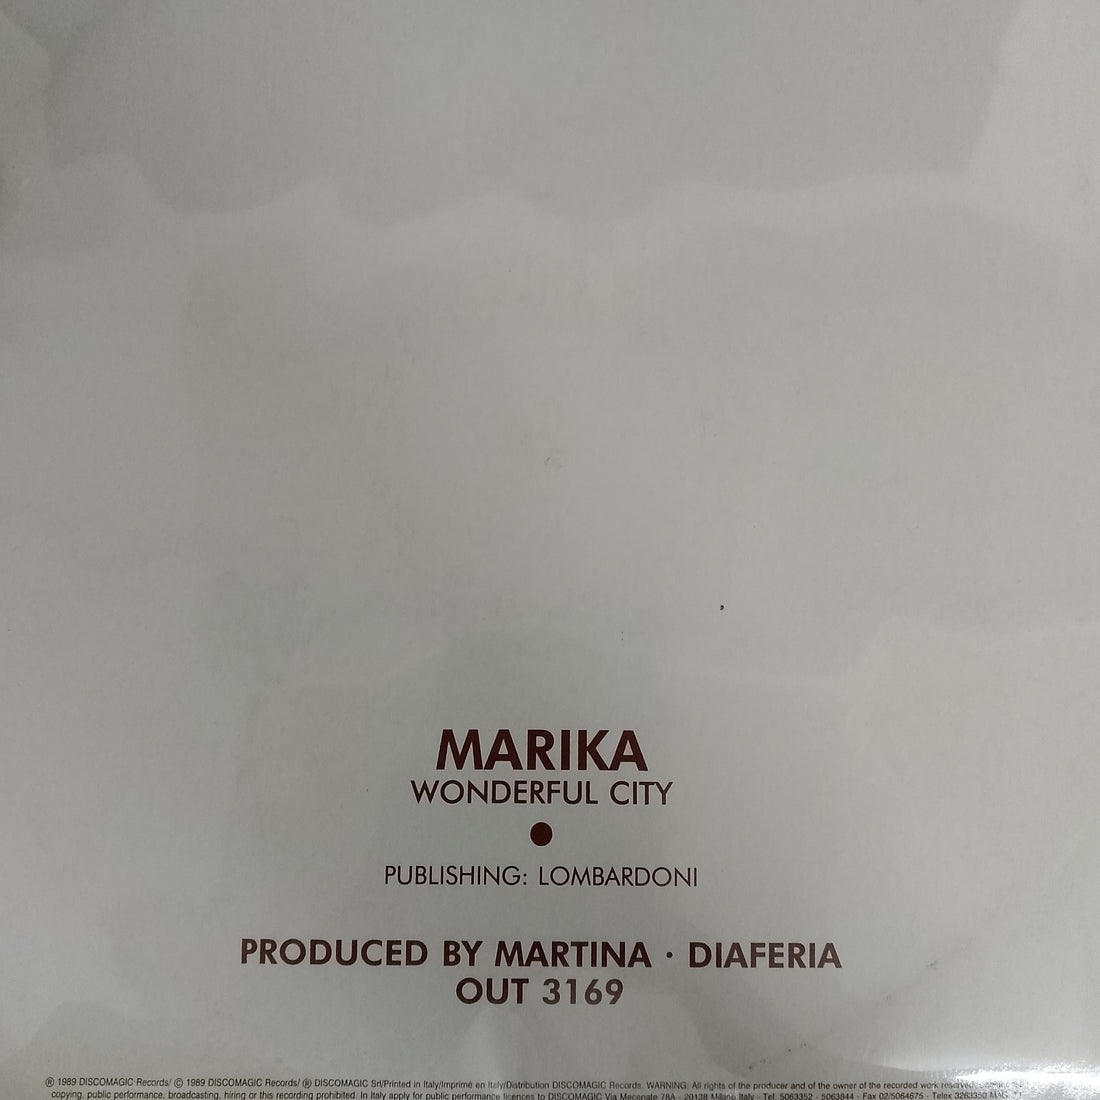 MARIKA
WONDERFUL CITY
●
PUBLISHING: LOMBARDONI
PRODUCED BY MARTINA · DIAFERIA
OUT 3169
Ⓡ 1989 DISCOMAGIC Records/ © 1989 DISCOMAGIC Records/ Ⓡ DISCOMAGIC Srl/Printed in Italy/Imprimé en Italy/Distribution DISCOMAGIC Records. WARNING: All rights of the producer and of the owner of the recorded work reserved.
copying, public performance, broadcasting, hiring or this recording prohibited. In Italy apply for public performance licences to DISCOMAGIC Via Mecenate 78A - 20138 Milano Italy - Tel. 5063352 - 5063844 - Fax 02/5064675 - Telex